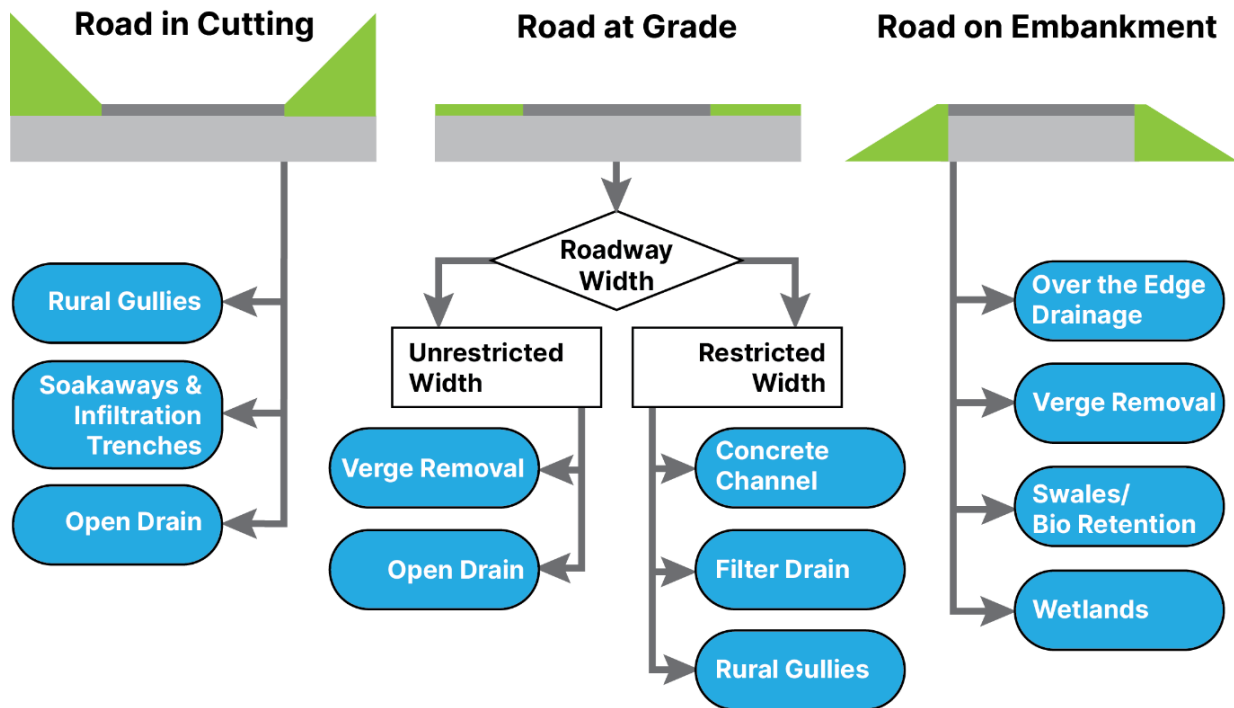 Road in Cutting
Road at Grade
Road on Embankment
Rural Gullies
Soakaways &
Infiltration
Trenches
Open Drain
Roadway
Width
Unrestricted
Width
Verge Removal
Open Drain
Restricted
Width
Concrete
Channel
Filter Drain
Rural Gullies
Over the Edge
Drainage
Verge Removal
Swales/
Bio Retention
Wetlands